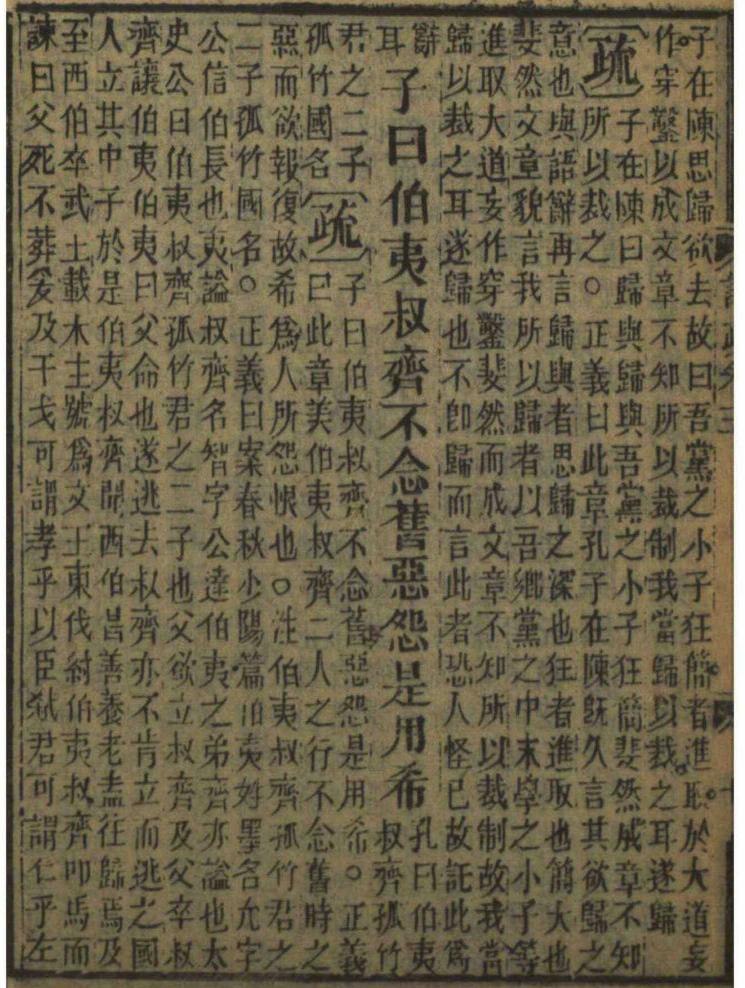 子在陳思歸欲去故曰吾黨之小子狂簡者進取於大道妄
作穿鑿以成文章不知所以裁制我當歸以裁之耳遂歸
疏子在陳曰歸與歸與吾黨之小子狂簡斐然成章不知
所以裁之○正義曰此章孔子在陳既久言其欲歸之
意也與語辭再言歸與者思歸之深也狂者進取也簡大也
斐然文章貌言我所以歸者以吾鄉黨之中末學之小子等
進取大道妄作穿鑿斐然而成文章不知所以裁制故我當
歸以裁之耳遂歸也不即歸而言此者恐人怪已故託此為
辭耳
子曰伯夷叔齊不念舊惡怨是用希
孔曰伯夷
叔齊孤竹
君之二子
孤竹國名
疏子曰伯夷叔齊不念舊惡怨是用希○正義
曰此章美伯夷叔齊二人之行不念舊時之
惡而欲報復故希為人所怨恨也○注伯夷叔齊孤竹君之
二子孤竹國名○正義曰案春秋少陽篇伯夷姓墨名允字
公信伯長也夷謚叔齊名智字公達伯夷之弟齊亦謚也太
史公曰伯夷叔齊孤竹君之二子也父欲立叔齊及父卒叔
齊讓伯夷伯夷曰父命也遂逃去叔齊亦不肯立而逃之國
人立其中子於是伯夷叔齊聞西伯昌善養老盍往歸焉及
至西伯卒武王載木主號為文王東伐紂伯夷叔齊叩馬而
諫曰父死不葬爰及干戈可謂孝乎以臣弒君可謂仁乎左